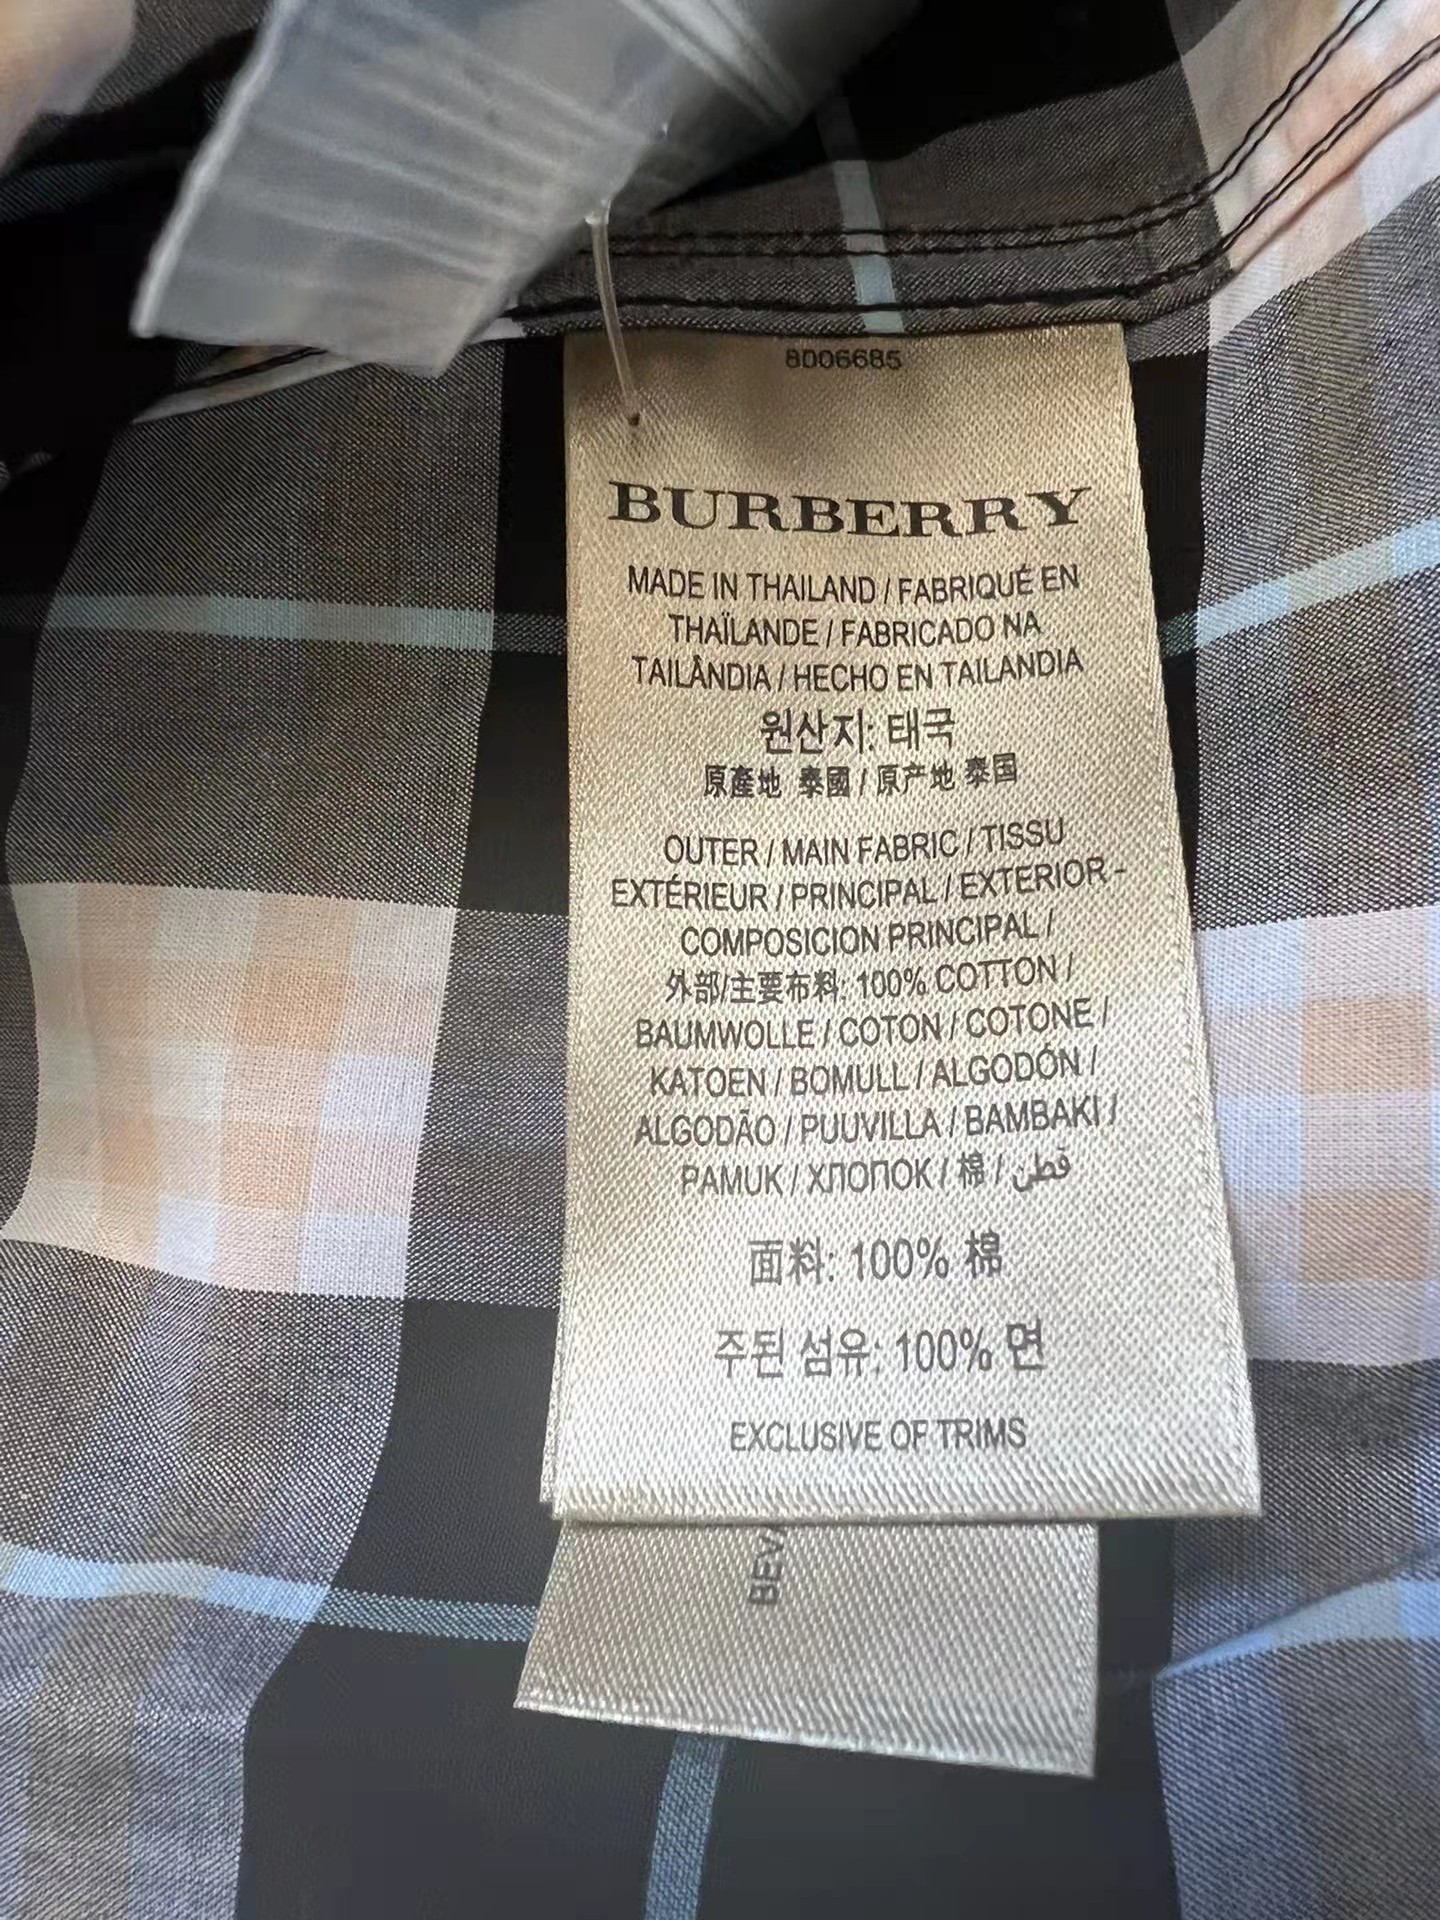 8006685
BURBERRY
MADE IN THAILAND / FABRIQUÉ EN
THAÏLANDE / FABRICADO NA
TAILÂNDIA / HECHO EN TAILANDIA
원산지: 태국
原產地 泰國 / 原产地 泰国
OUTER / MAIN FABRIC / TISSU
EXTÉRIEUR / PRINCIPAL / EXTERIOR -
COMPOSICION PRINCIPAL /
外部/主要布料: 100% COTTON /
BAUMWOLLE / COTON / COTONE /
KATOEN / BOMULL / ALGODÓN /
ALGODÃO / PUUVILLA / BAMBAKI /
PAMUK / ХЛОПОК / 棉 / قطن
面料: 100% 棉
주된 섬유: 100% 면
EXCLUSIVE OF TRIMS